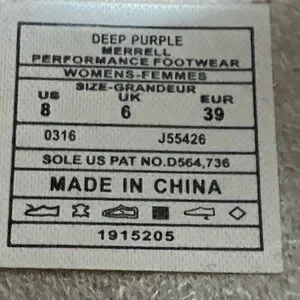 DEEP PURPLE
MERRELL
PERFORMANCE FOOTWEAR
WOMENS-FEMMES
SIZE-GRANDEUR
US UK EUR
8 6 39
0316 J55426
SOLE US PAT NO.D564,736
MADE IN CHINA
1915205